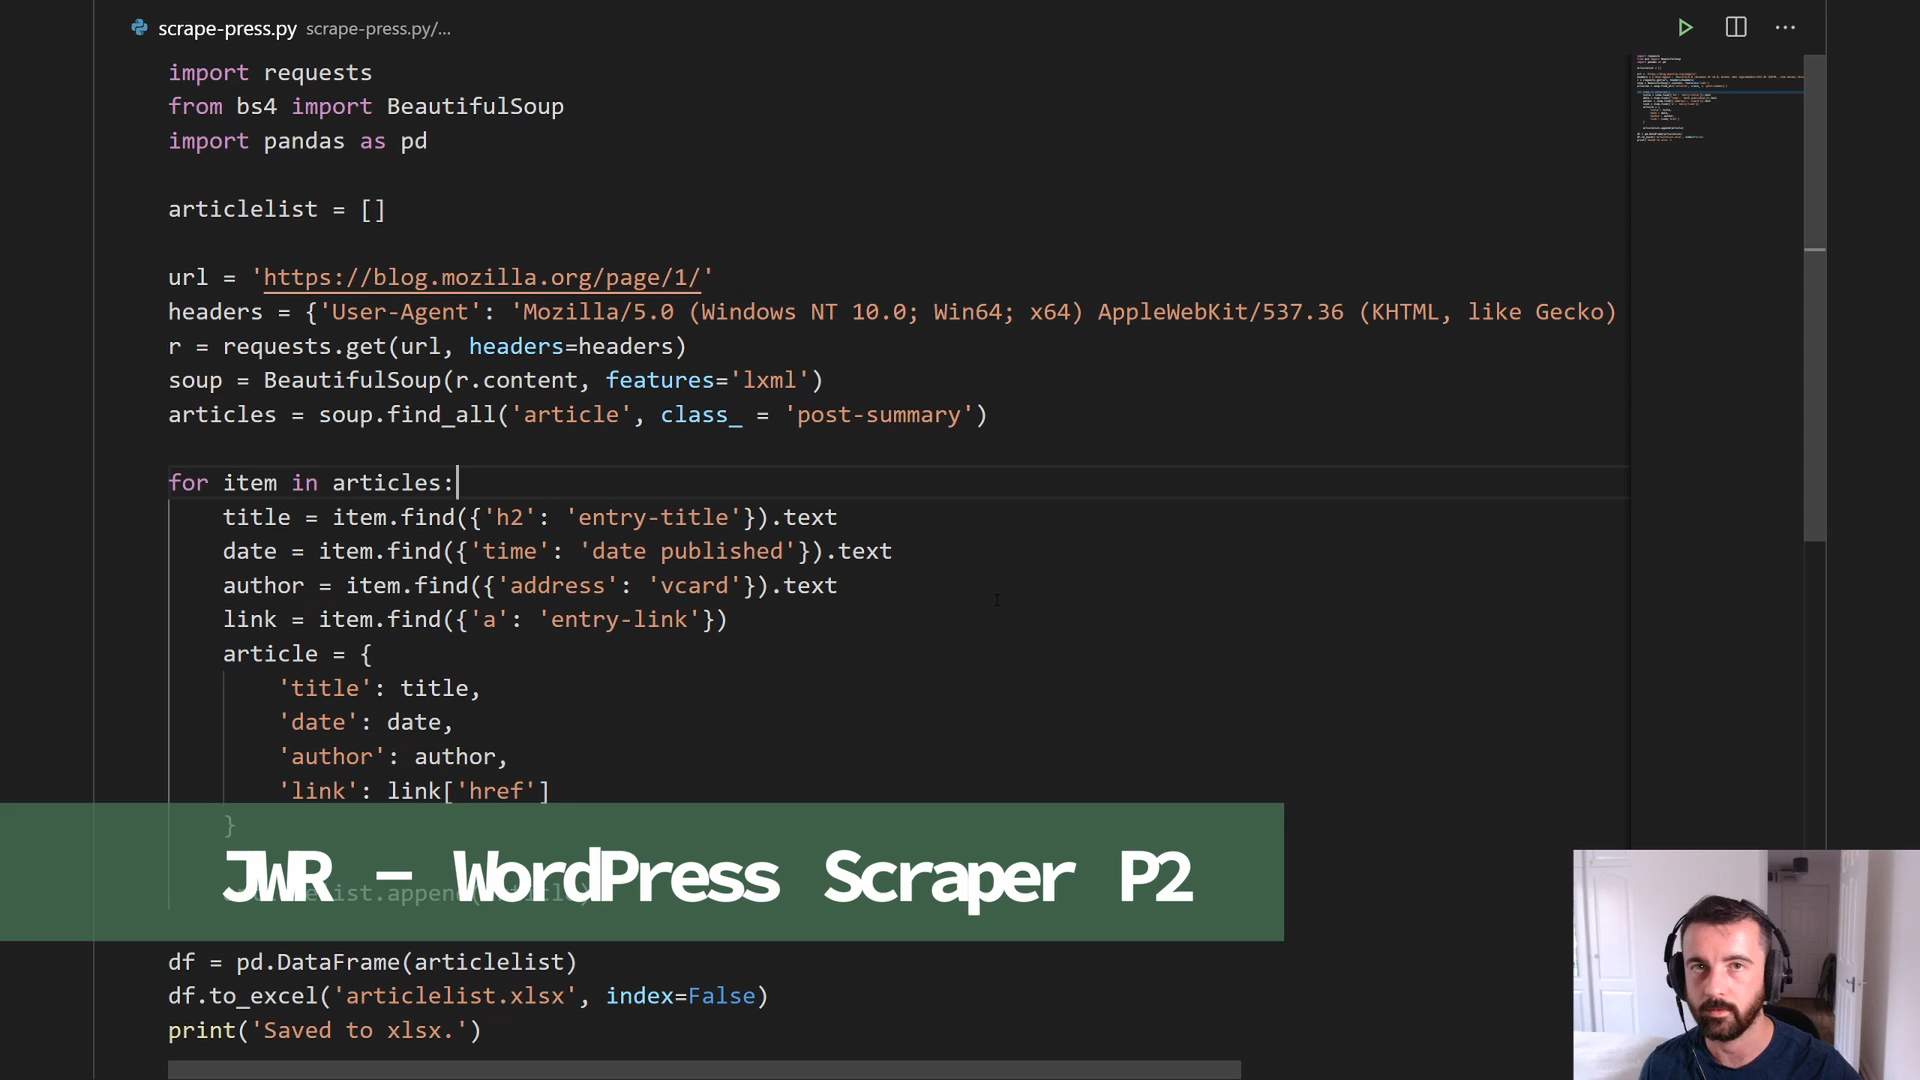 scrape-press.py scrape-press.py/...
import requests
from bs4 import BeautifulSoup
import pandas as pd
articlelist = []
url = 'https://blog.mozilla.org/page/1/'
headers = {'User-Agent': 'Mozilla/5.0 (Windows NT 10.0; Win64; x64) AppleWebKit/537.36 (KHTML, like Gecko)
r = requests.get(url, headers=headers)
soup = BeautifulSoup(r.content, features='lxml')
articles = soup.find_all('article', class_ = 'post-summary')
for item in articles:
title = item.find({'h2': 'entry-title'}).text
date = item.find({'time': 'date published'}).text
author = item.find({'address': 'vcard'}).text
link = item.find({'a': 'entry-link'})
article = {
'title': title,
'date': date,
'author': author,
'link': link['href']
}
JWR - WordPress Scraper P2
df = pd.DataFrame(articlelist)
df.to_excel('articlelist.xlsx', index=False)
print('Saved to xlsx.')